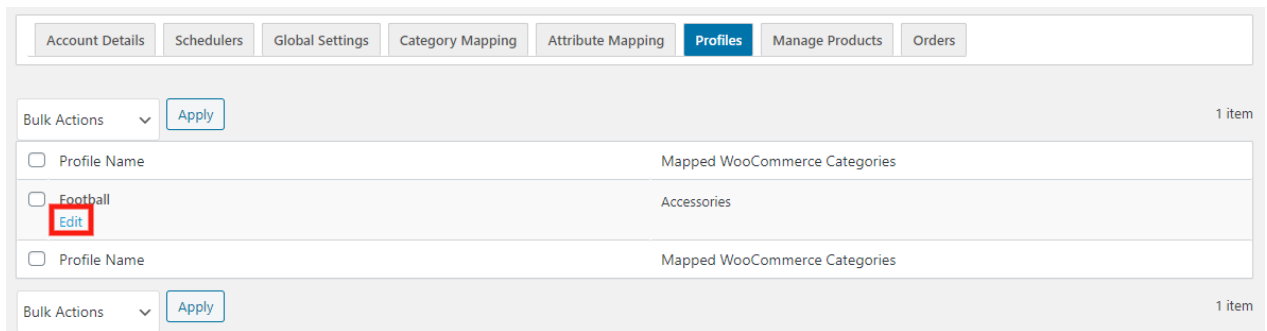 Account Details Schedulers Global Settings Category Mapping Attribute Mapping Profiles Manage Products Orders
Bulk Actions Apply 1 item
Profile Name Mapped WooCommerce Categories
Football Accessories
Edit
Profile Name Mapped WooCommerce Categories
Bulk Actions Apply 1 item